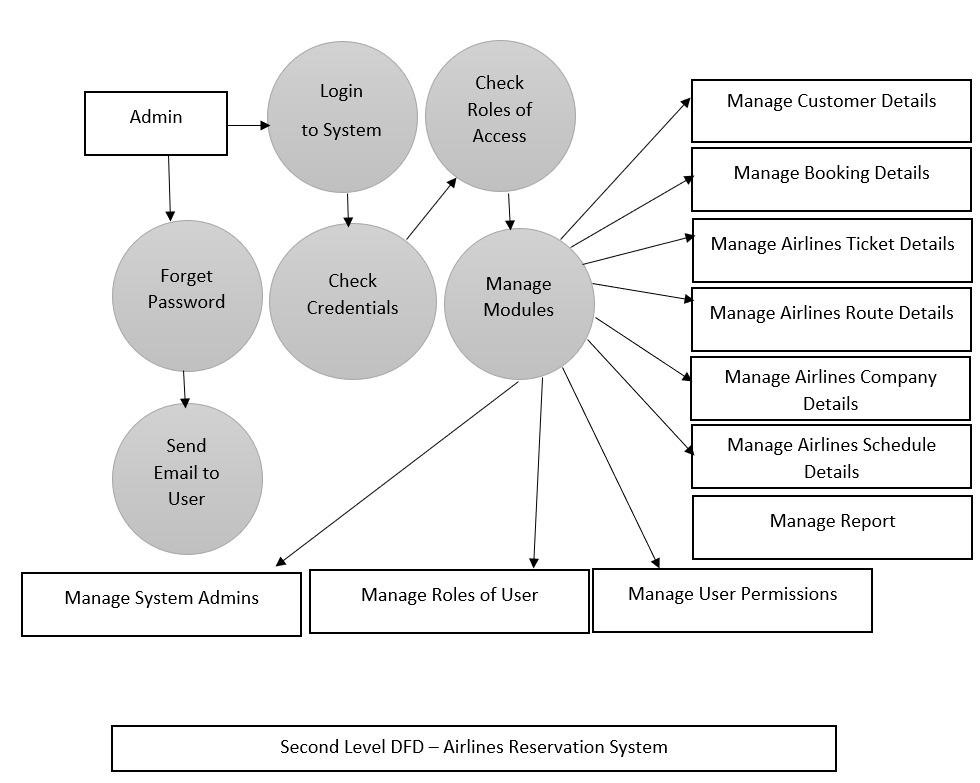 Admin
Login
to System
Check
Roles of
Access
Forget
Password
Check
Credentials
Manage
Modules
Send
Email to
User
Manage Customer Details
Manage Booking Details
Manage Airlines Ticket Details
Manage Airlines Route Details
Manage Airlines Company
Details
Manage Airlines Schedule
Details
Manage Report
Manage System Admins
Manage Roles of User
Manage User Permissions
Second Level DFD – Airlines Reservation System